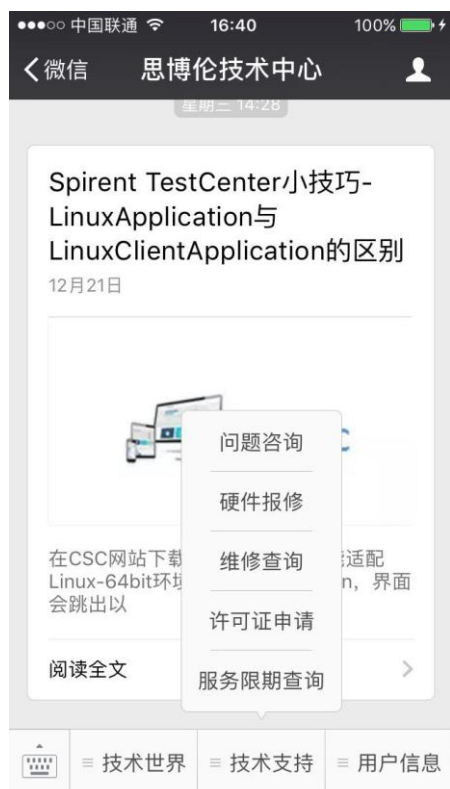 中国联通 16:40 100%
微信 思博伦技术中心
星期三 14:28
Spirent TestCenter小技巧-
LinuxApplication与
LinuxClientApplication的区别
12月21日
C
在CSC网站下载
适配
Linux-64bit环境
n，界面
会跳出以
阅读全文
问题咨询
硬件报修
维修查询
许可证申请
服务限期查询
技术世界 技术支持 用户信息